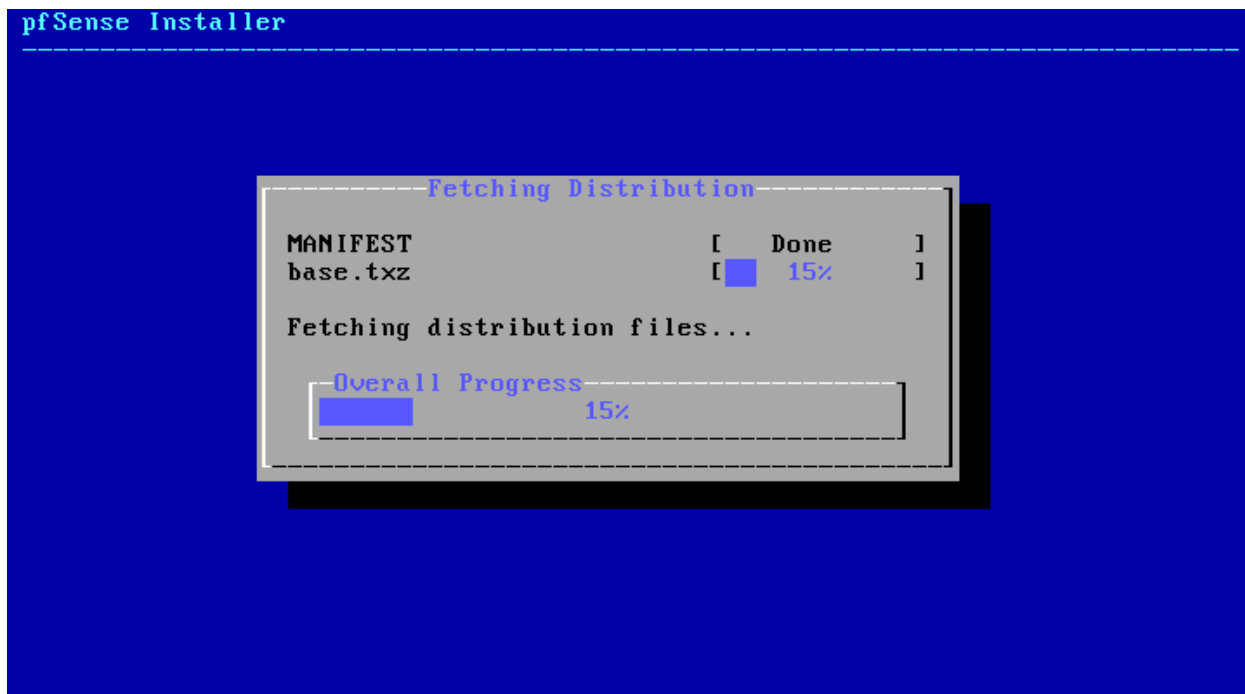 pfSense Installer
Fetching Distribution
MANIFEST [ Done ]
base.txz [ 15% ]
Fetching distribution files...
Overall Progress
15%